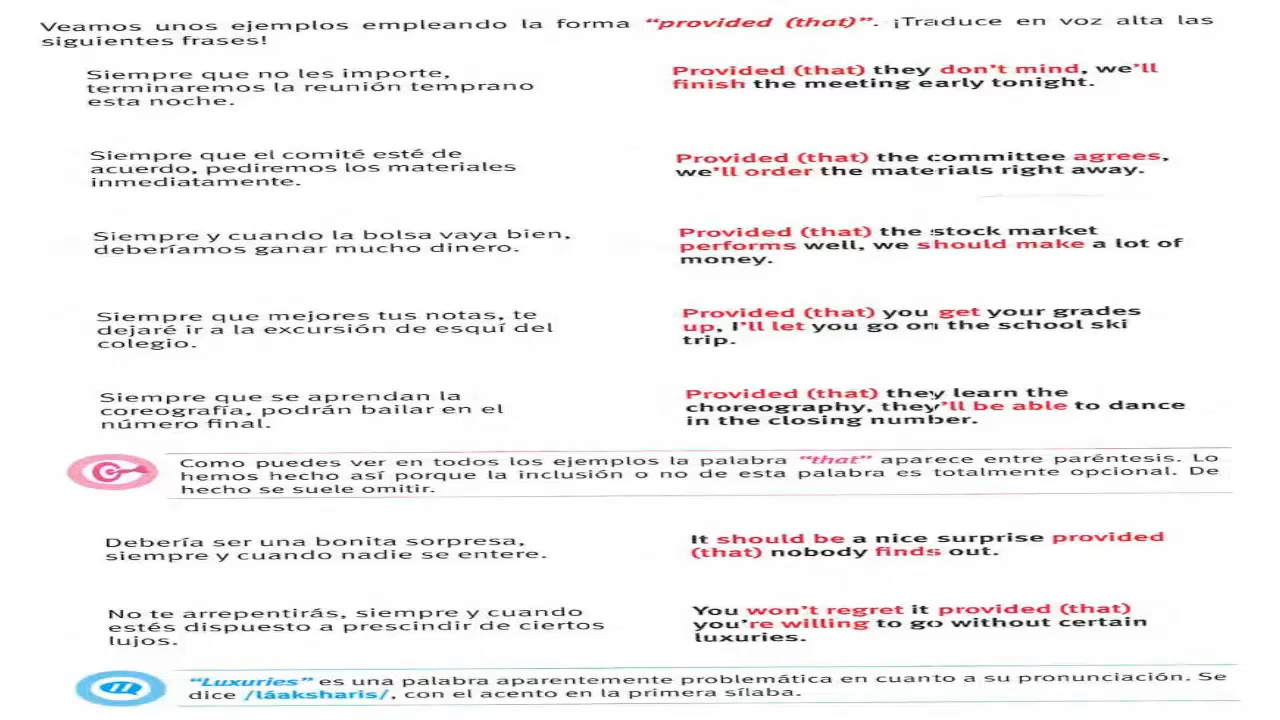 Veamos unos ejemplos empleando la forma “provided (that)”. ¡Traduce en voz alta las
siguientes frases!
Siempre que no les importe,
terminaremos la reunión temprano
esta noche.
Provided (that) they don’t mind, we’ll
finish the meeting early tonight.
Siempre que el comité esté de
acuerdo, pediremos los materiales
inmediatamente.
Provided (that) the committee agrees,
we’ll order the materials right away.
Siempre y cuando la bolsa vaya bien,
deberíamos ganar mucho dinero.
Provided (that) the stock market
performs well, we should make a lot of
money.
Siempre que mejores tus notas, te
dejaré ir a la excursión de esquí del
colegio.
Provided (that) you get your grades
up, I’ll let you go on the school ski
trip.
Siempre que se aprendan la
coreografía, podrán bailar en el
número final.
Provided (that) they learn the
choreography, they’ll be able to dance
in the closing number.
Como puedes ver en todos los ejemplos la palabra “that” aparece entre paréntesis. Lo
hemos hecho así porque la inclusión o no de esta palabra es totalmente opcional. De
hecho se suele omitir.
Debería ser una bonita sorpresa,
siempre y cuando nadie se entere.
It should be a nice surprise provided
(that) nobody finds out.
No te arrepentirás, siempre y cuando
estés dispuesto a prescindir de ciertos
lujos.
You won’t regret it provided (that)
you’re willing to go without certain
luxuries.
“Luxuries” es una palabra aparentemente problemática en cuanto a su pronunciación. Se
dice /láaksharis/, con el acento en la primera sílaba.